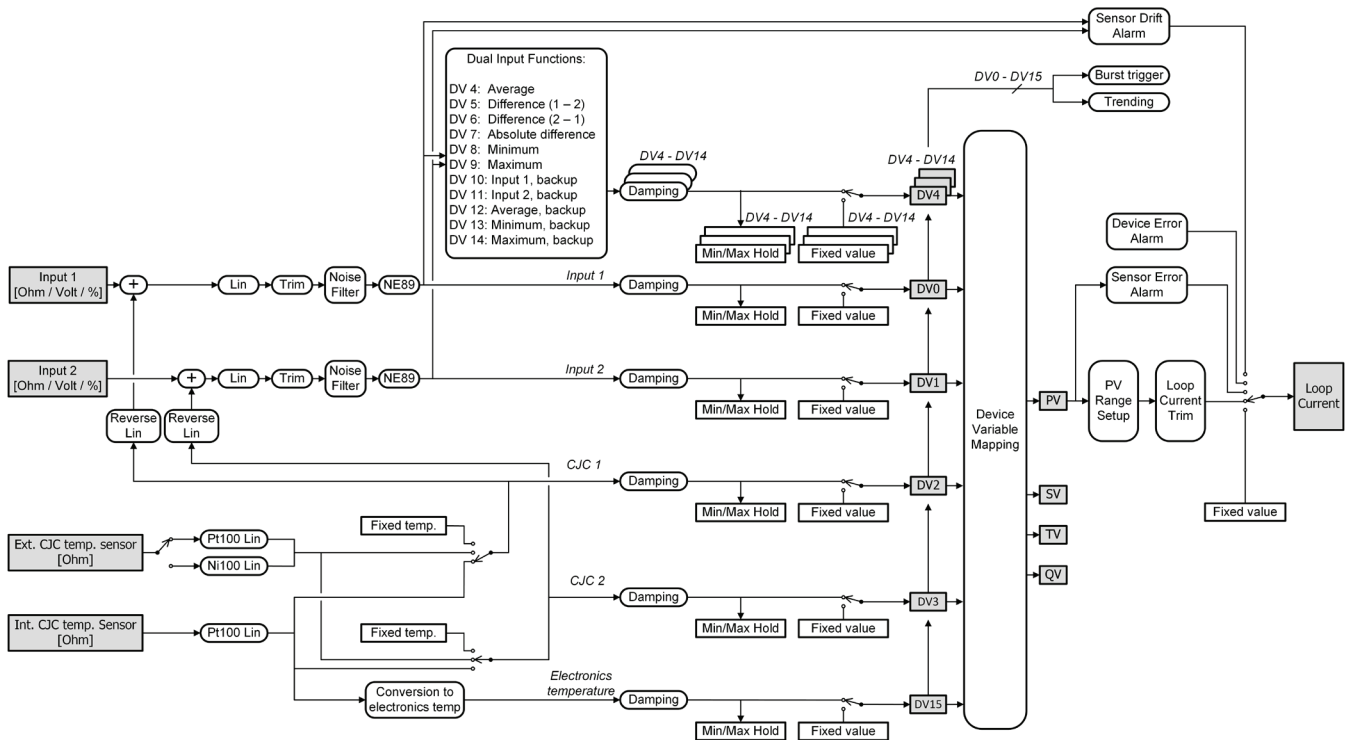 Sensor Drift
Alarm
DV0 - DV15
Burst trigger
Trending
Dual Input Functions:
DV 4: Average
DV 5: Difference (1 – 2)
DV 6: Difference (2 – 1)
DV 7: Absolute difference
DV 8: Minimum
DV 9: Maximum
DV 10: Input 1, backup
DV 11: Input 2, backup
DV 12: Average, backup
DV 13: Minimum, backup
DV 14: Maximum, backup
DV4 - DV14
Damping
DV4 - DV14
DV4
DV4 - DV14
Min/Max Hold
DV4 - DV14
Fixed value
Device Error
Alarm
Input 1
[Ohm / Volt / %]
+
Lin
Trim
Noise
Filter
NE89
Input 1
Damping
Min/Max Hold
Fixed value
DV0
Sensor Error
Alarm
Input 2
[Ohm / Volt / %]
+
Lin
Trim
Noise
Filter
NE89
Input 2
Damping
Min/Max Hold
Fixed value
DV1
Device
Variable
Mapping
PV
PV
Range
Setup
Loop
Current
Trim
Loop
Current
Reverse
Lin
Reverse
Lin
CJC 1
Damping
Min/Max Hold
Fixed value
DV2
SV
TV
QV
Fixed value
Ext. CJC temp. sensor
[Ohm]
Pt100 Lin
Ni100 Lin
Fixed temp.
CJC 2
Damping
Min/Max Hold
Fixed value
DV3
Int. CJC temp. Sensor
[Ohm]
Pt100 Lin
Fixed temp.
Conversion to
electronics temp
Electronics
temperature
Damping
Min/Max Hold
Fixed value
DV15